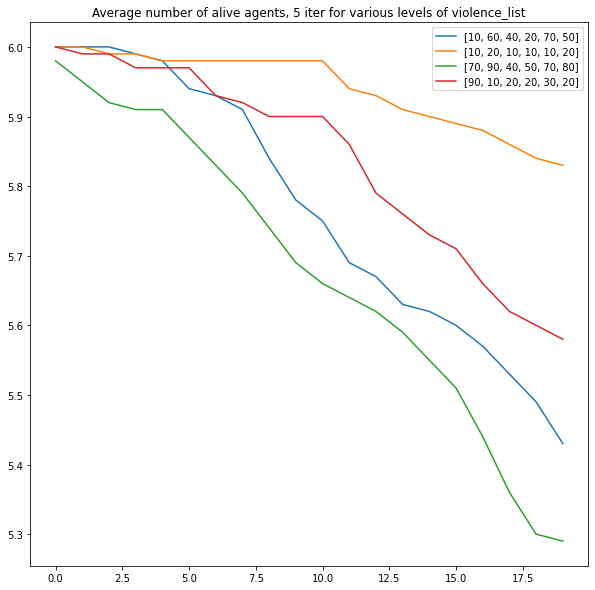 Average number of alive agents, 5 iter for various levels of violence_list
[10, 60, 40, 20, 70, 50]
[10, 20, 10, 10, 10, 20]
[70, 90, 40, 50, 70, 80]
[90, 10, 20, 20, 30, 20]
6.0
5.9
5.8
5.7
5.6
5.5
5.4
5.3
0.0 2.5 5.0 7.5 10.0 12.5 15.0 17.5